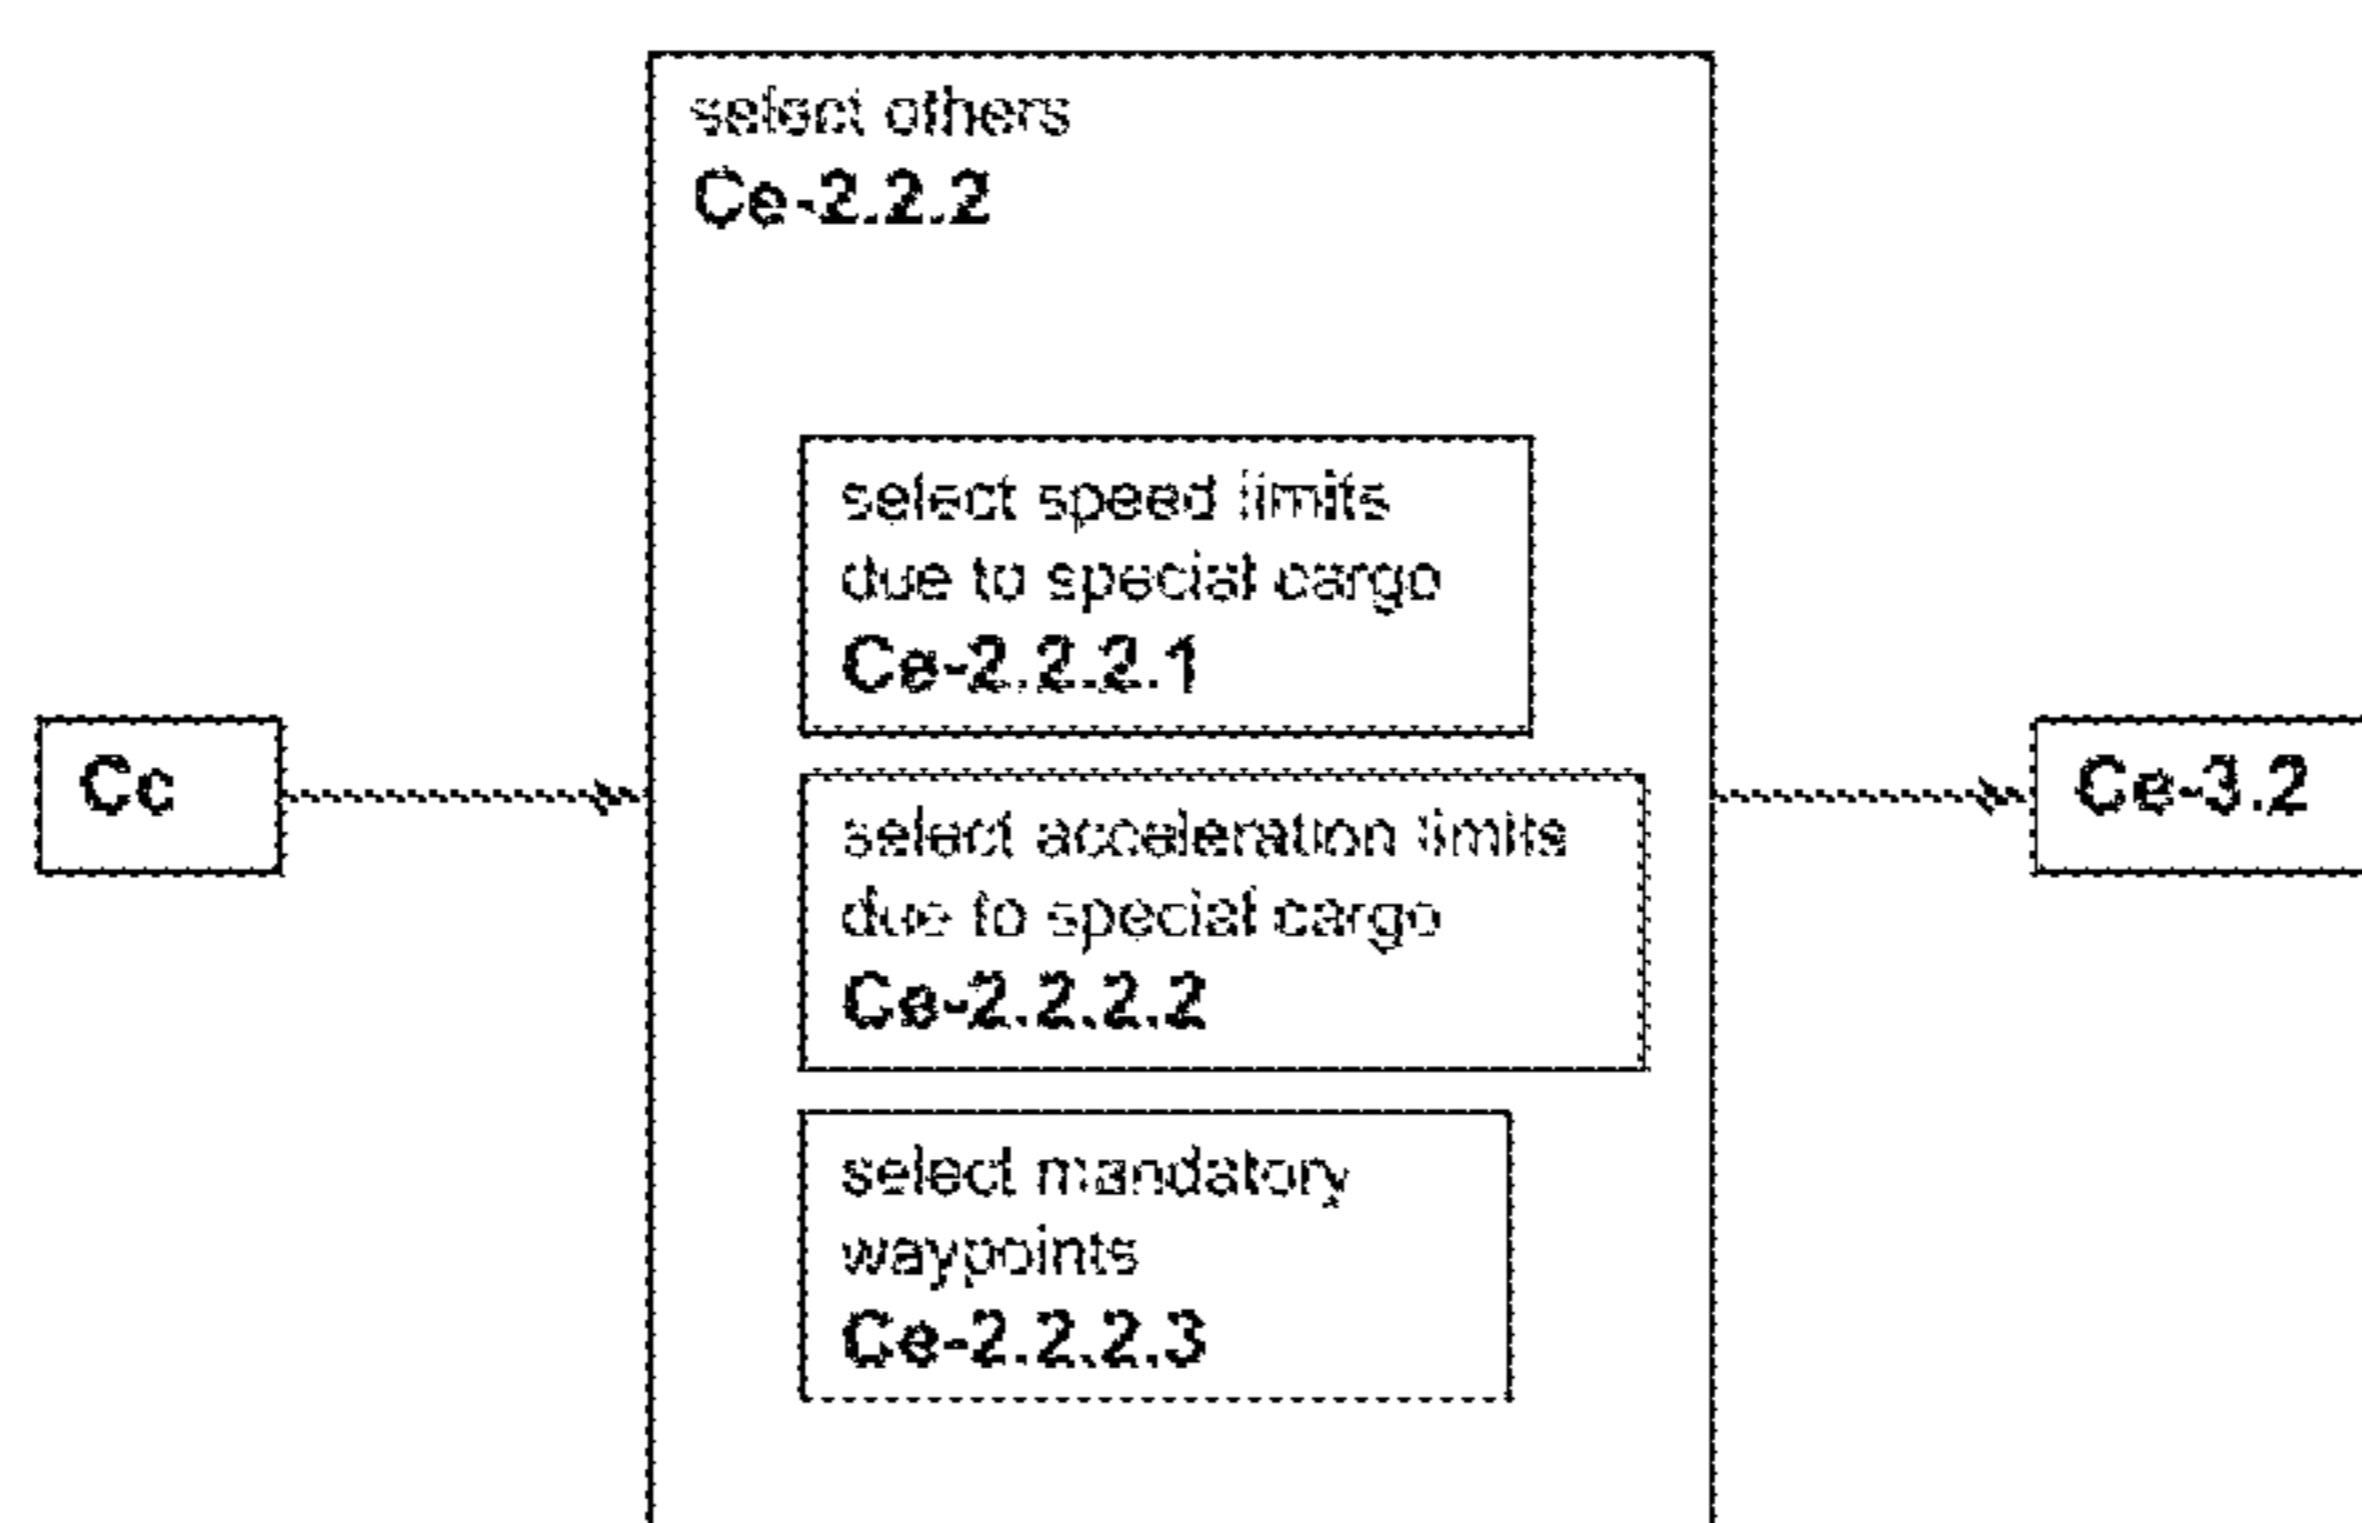 select others
Ce-2.2.2
select speed limits
due to special cargo
Ce-2.2.2.1
Cc
Ce-3.2
select acceleration limits
due to special cargo
Ce-2.2.2.2
select mandatory
waypoints
Ce-2.2.2.3